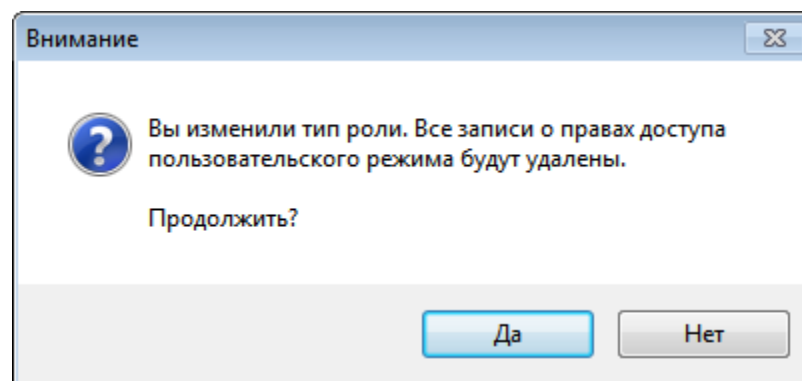 Внимание
Вы изменили тип роли. Все записи о правах доступа
пользовательского режима будут удалены.
Продолжить?
Да
Нет